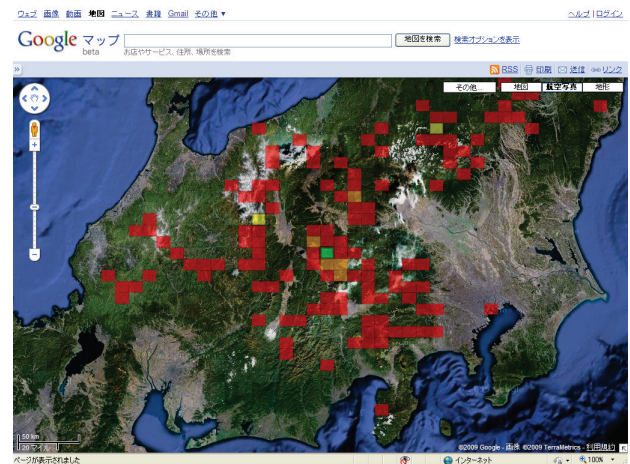 ウェブ 画像 動画 地図 ニュース 書籍 Gmail その他 ▼
ヘルプ | ログイン
Google マップ beta
地図を検索
検索オプションを表示
お店やサービス、住所、場所を検索
»
RSS 印刷 送信 リンク
その他... 地図 航空写真 地形
50 km
20 マイル
©2009 Google - 画像 ©2009 TerraMetrics - 利用規約
ページが表示されました
インターネット
100%